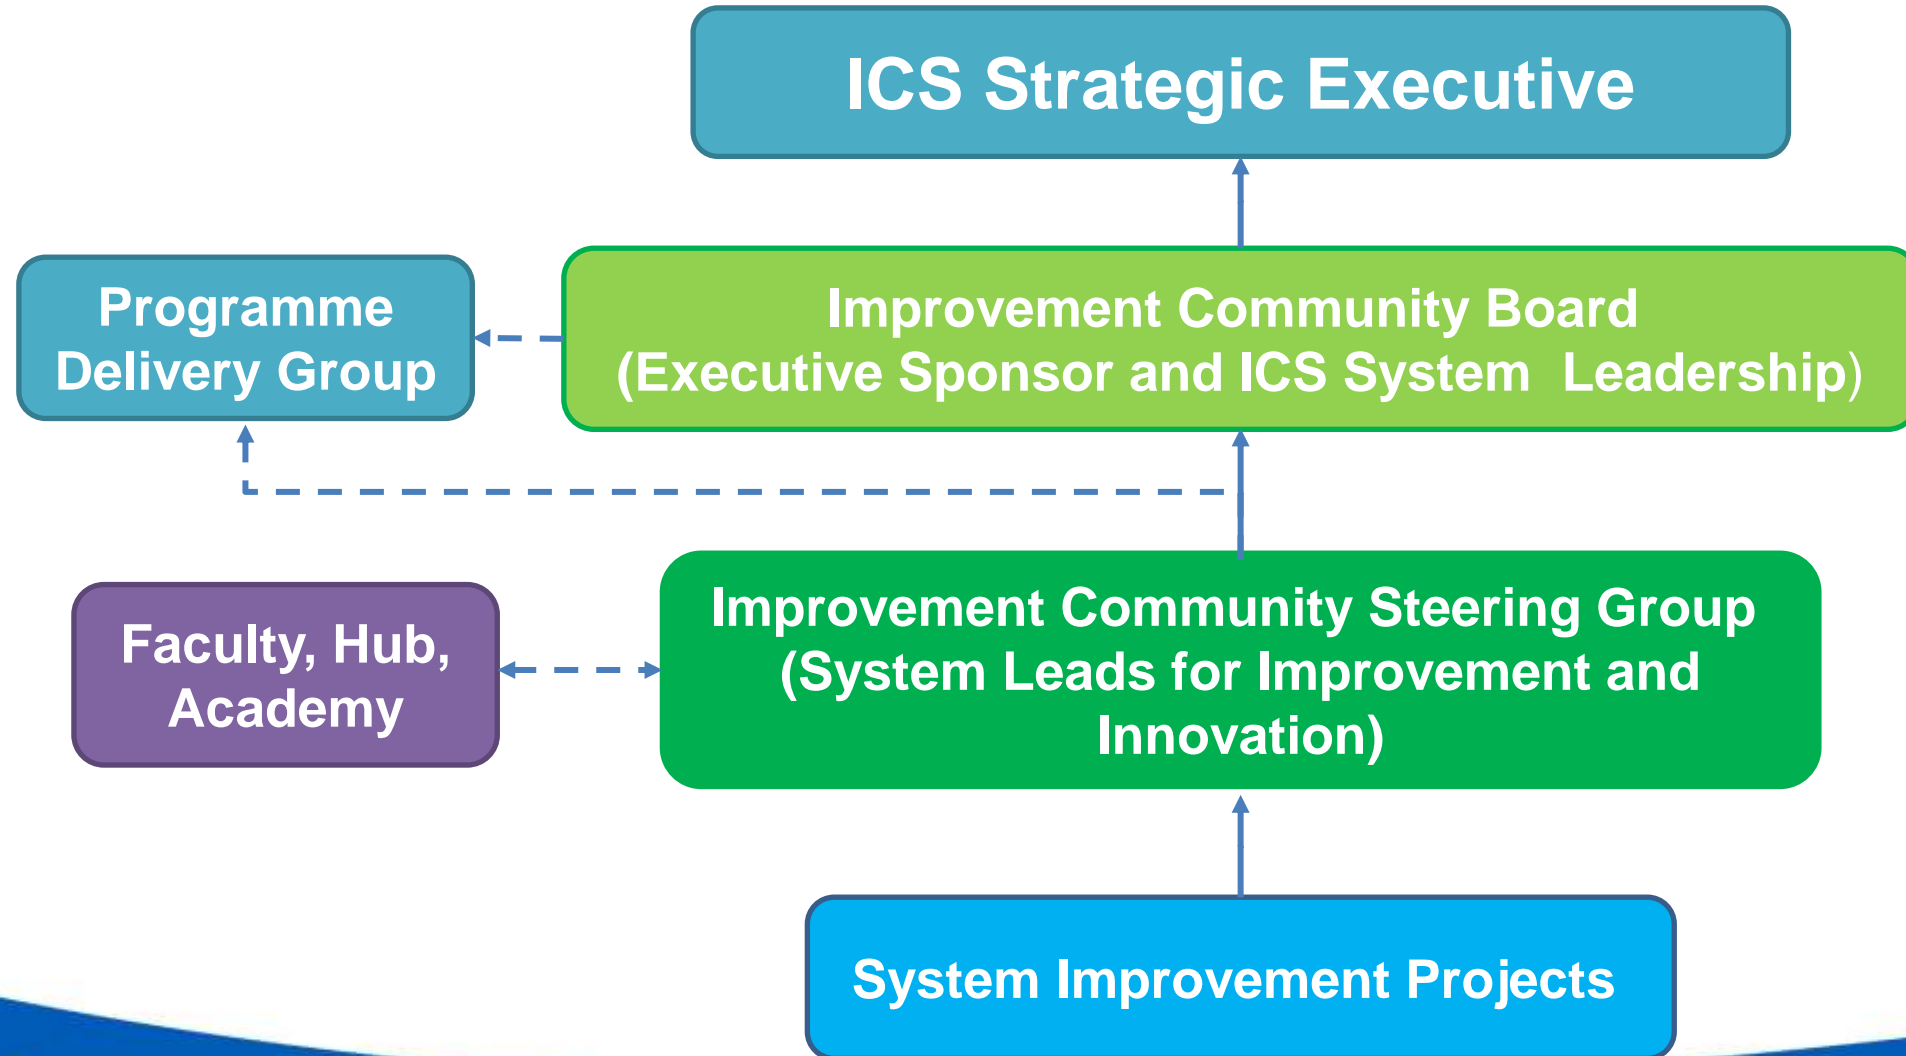 ICS Strategic Executive
Programme
Delivery Group
Improvement Community Board
(Executive Sponsor and ICS System  Leadership)
Faculty, Hub,
Academy
Improvement Community Steering Group
(System Leads for Improvement and
Innovation)
System Improvement Projects